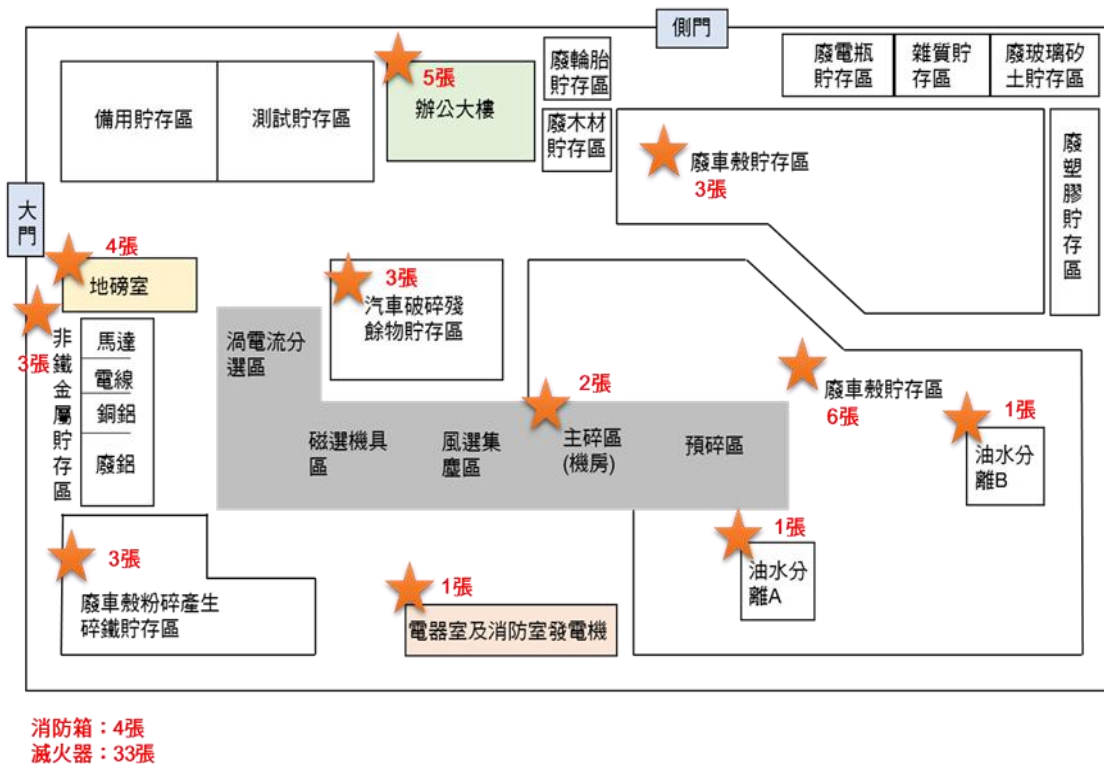 側門
5張
辦公大樓
備用貯存區
測試貯存區
廢輪胎
貯存區
廢木材
貯存區
廢電瓶
貯存區
雜質貯
存區
廢玻璃矽
土貯存區
廢車殼貯存區
3張
廢塑膠貯存區
大門
4張
地磅室
3張
非鐵金屬貯存區
馬達
電線
銅鋁
廢鋁
3張
汽車破碎殘
餘物貯存區
渦電流分
選區
磁選機具
區
風選集
塵區
2張
主碎區
(機房)
預碎區
廢車殼貯存區
6張
1張
油水分
離B
1張
油水分
離A
3張
廢車殼粉碎產生
碎鐵貯存區
1張
電器室及消防室發電機
消防箱：4張
滅火器：33張